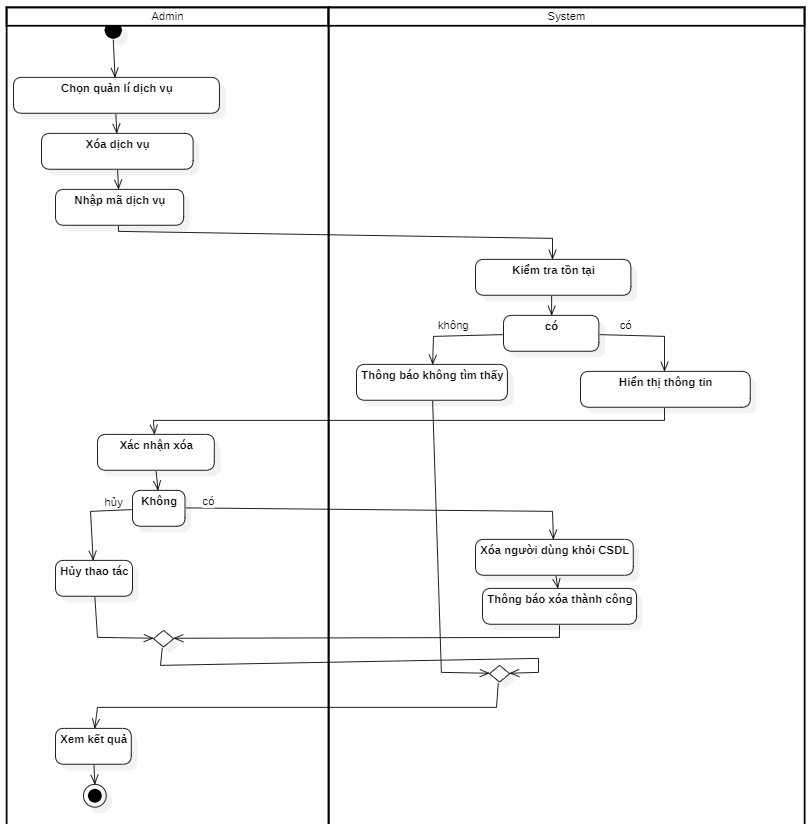 Admin
System
Chọn quản lí dịch vụ
Xóa dịch vụ
Nhập mã dịch vụ
Kiểm tra tồn tại
không
có
có
Thông báo không tìm thấy
Hiển thị thông tin
Xác nhận xóa
hủy
Không
có
Xóa người dùng khỏi CSDL
Hủy thao tác
Thông báo xóa thành công
Xem kết quả